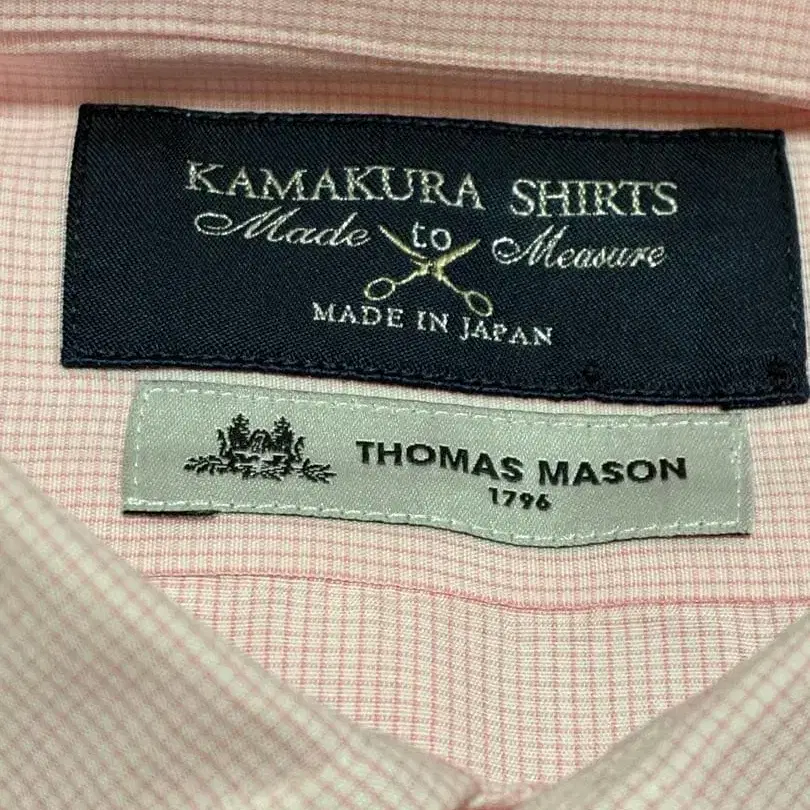 KAMAKURA SHIRTS
Made to Measure
MADE IN JAPAN
THOMAS MASON
1796